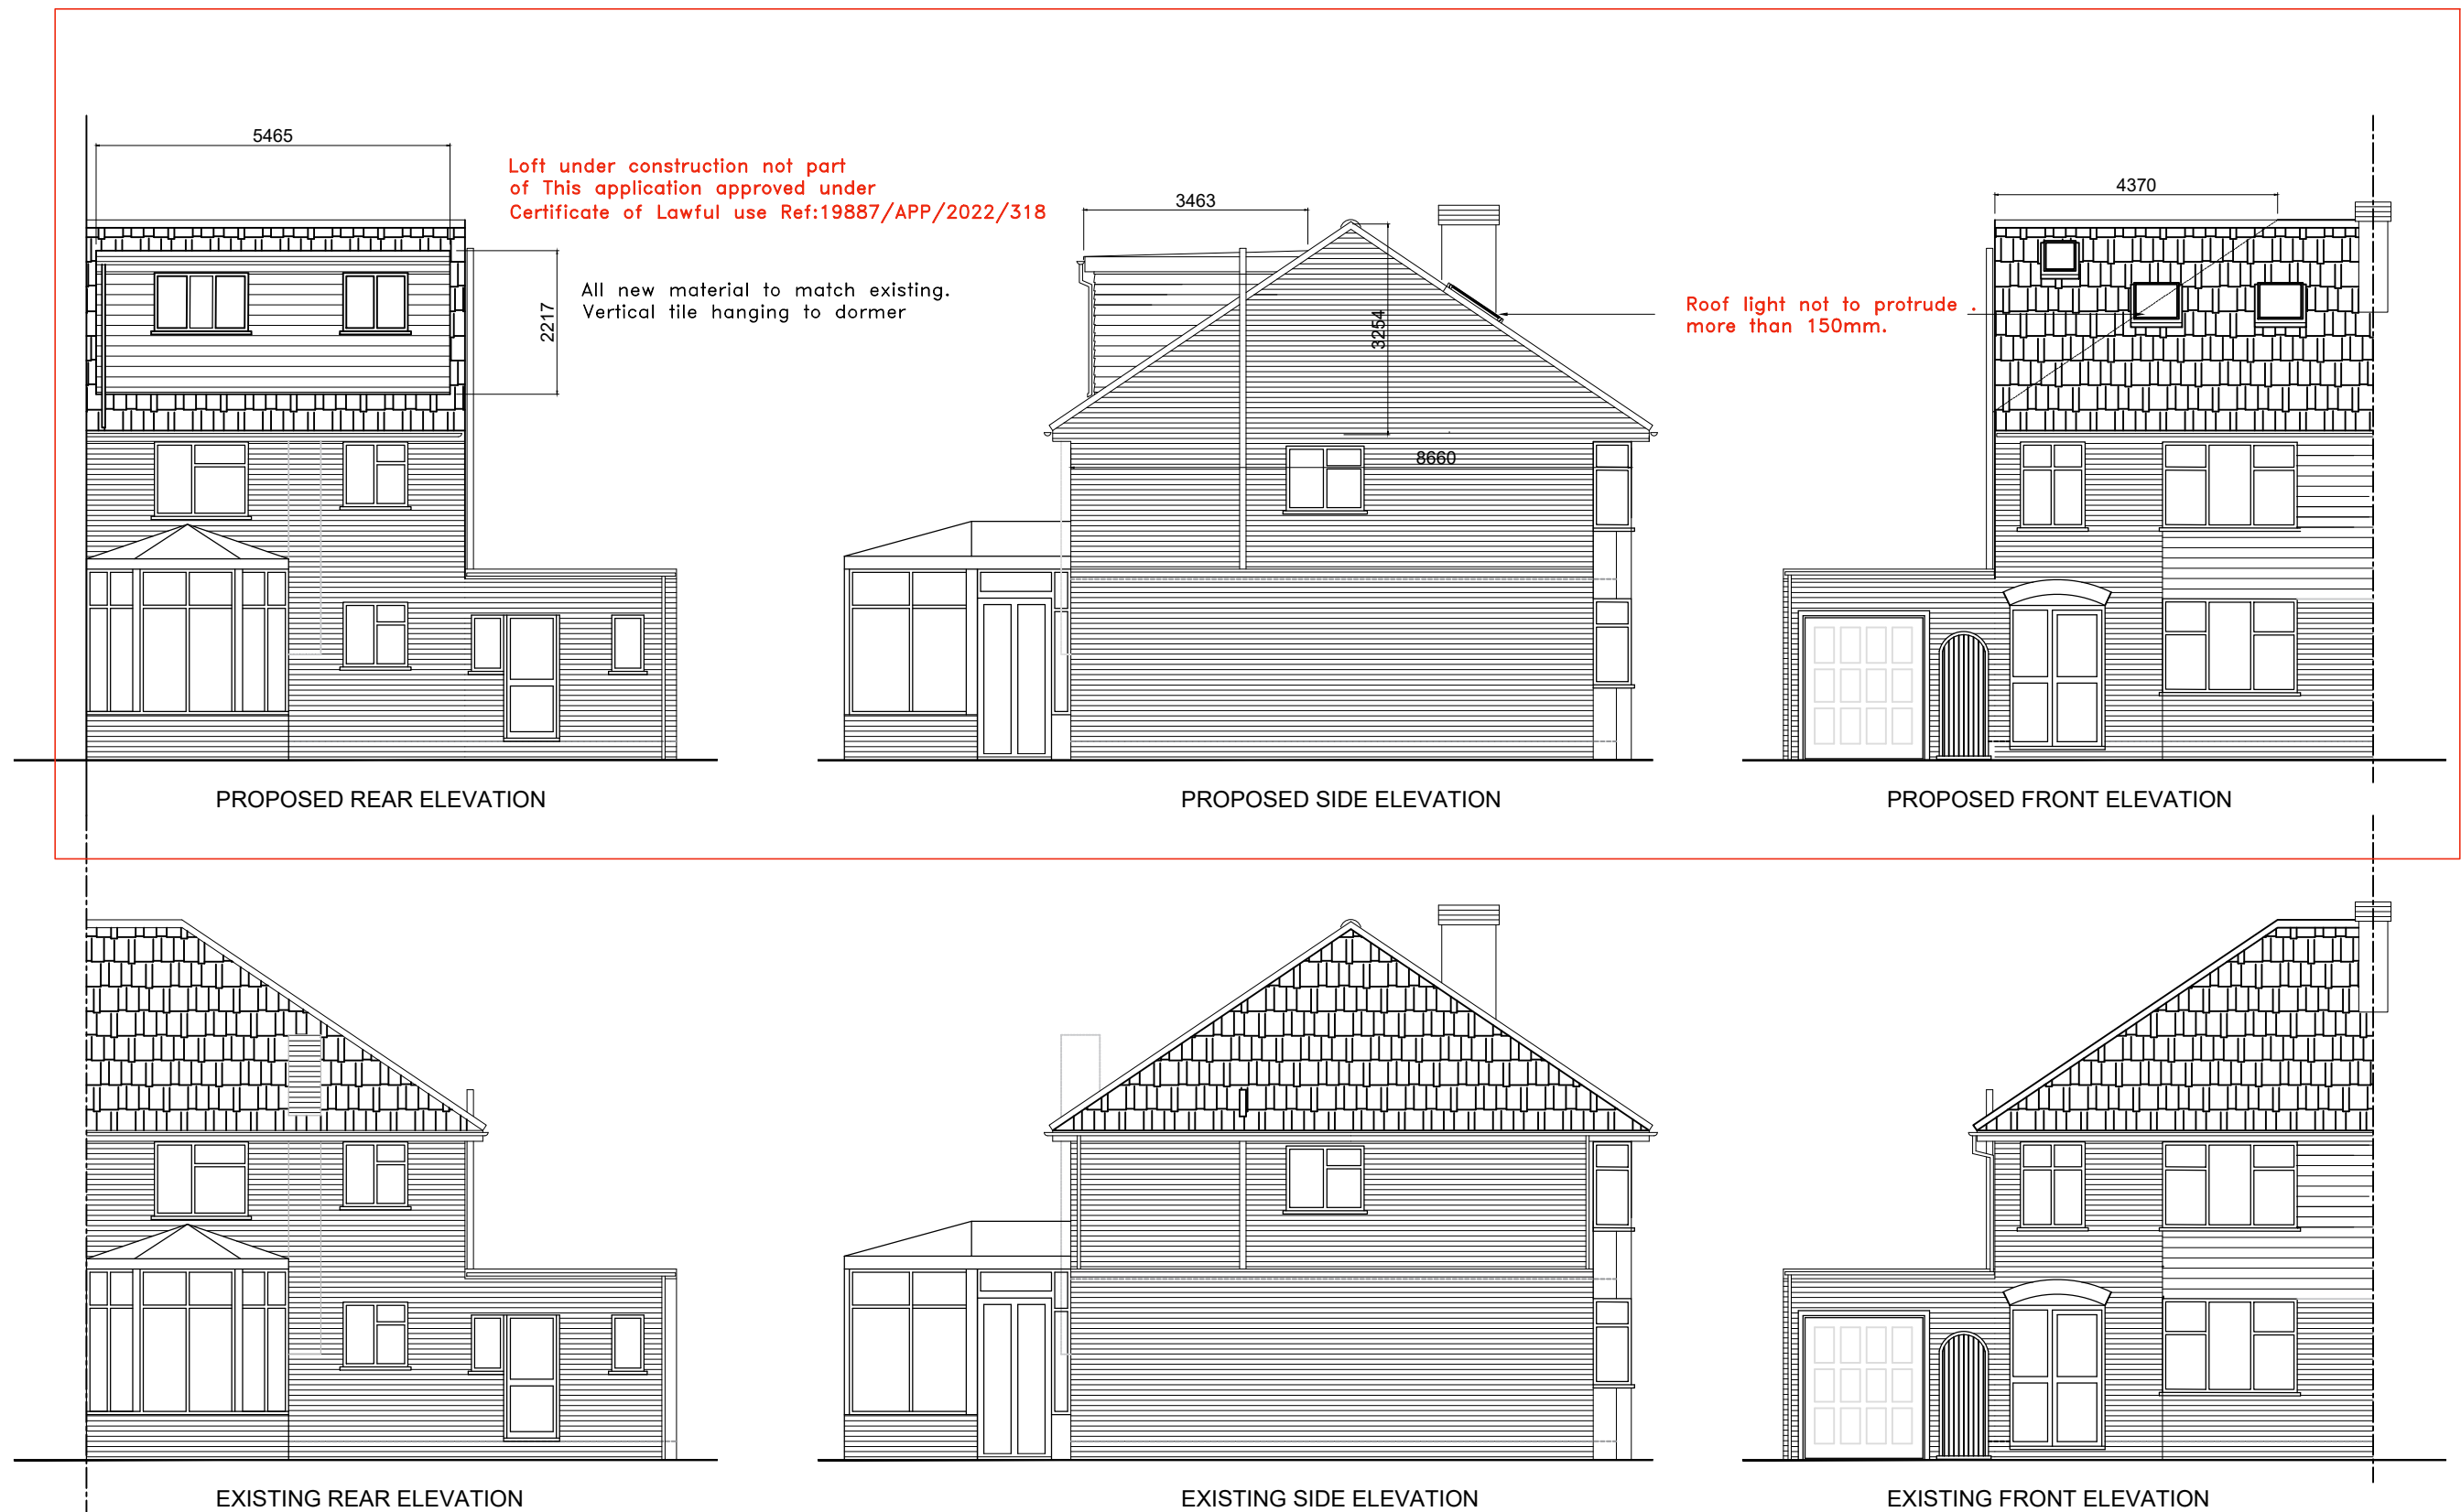 5465
Loft under construction not part
of This application approved under
Certificate of Lawful use Ref:19887/APP/2022/318
All new material to match existing.
Vertical tile hanging to dormer
2217
3463
3254
8660
4370
Roof light not to protrude .
more than 150mm.
PROPOSED REAR ELEVATION
PROPOSED SIDE ELEVATION
PROPOSED FRONT ELEVATION
EXISTING REAR ELEVATION
EXISTING SIDE ELEVATION
EXISTING FRONT ELEVATION